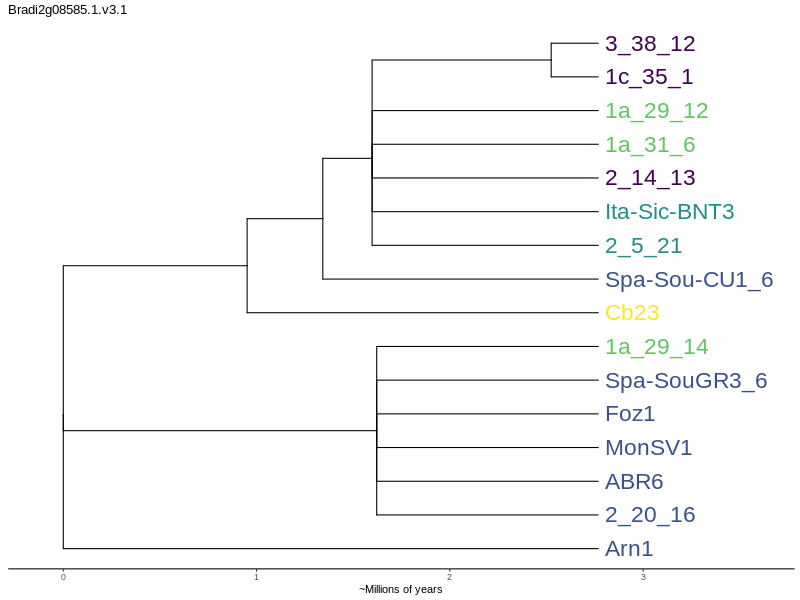 Bradi2g08585.1.v3.1
3_38_12
1c_35_1
1a_29_12
1a_31_6
2_14_13
Ita-Sic-BNT3
2_5_21
Spa-Sou-CU1_6
Cb23
1a_29_14
Spa-SouGR3_6
Foz1
MonSV1
ABR6
2_20_16
Arn1
0 1 2 3
~Millions of years